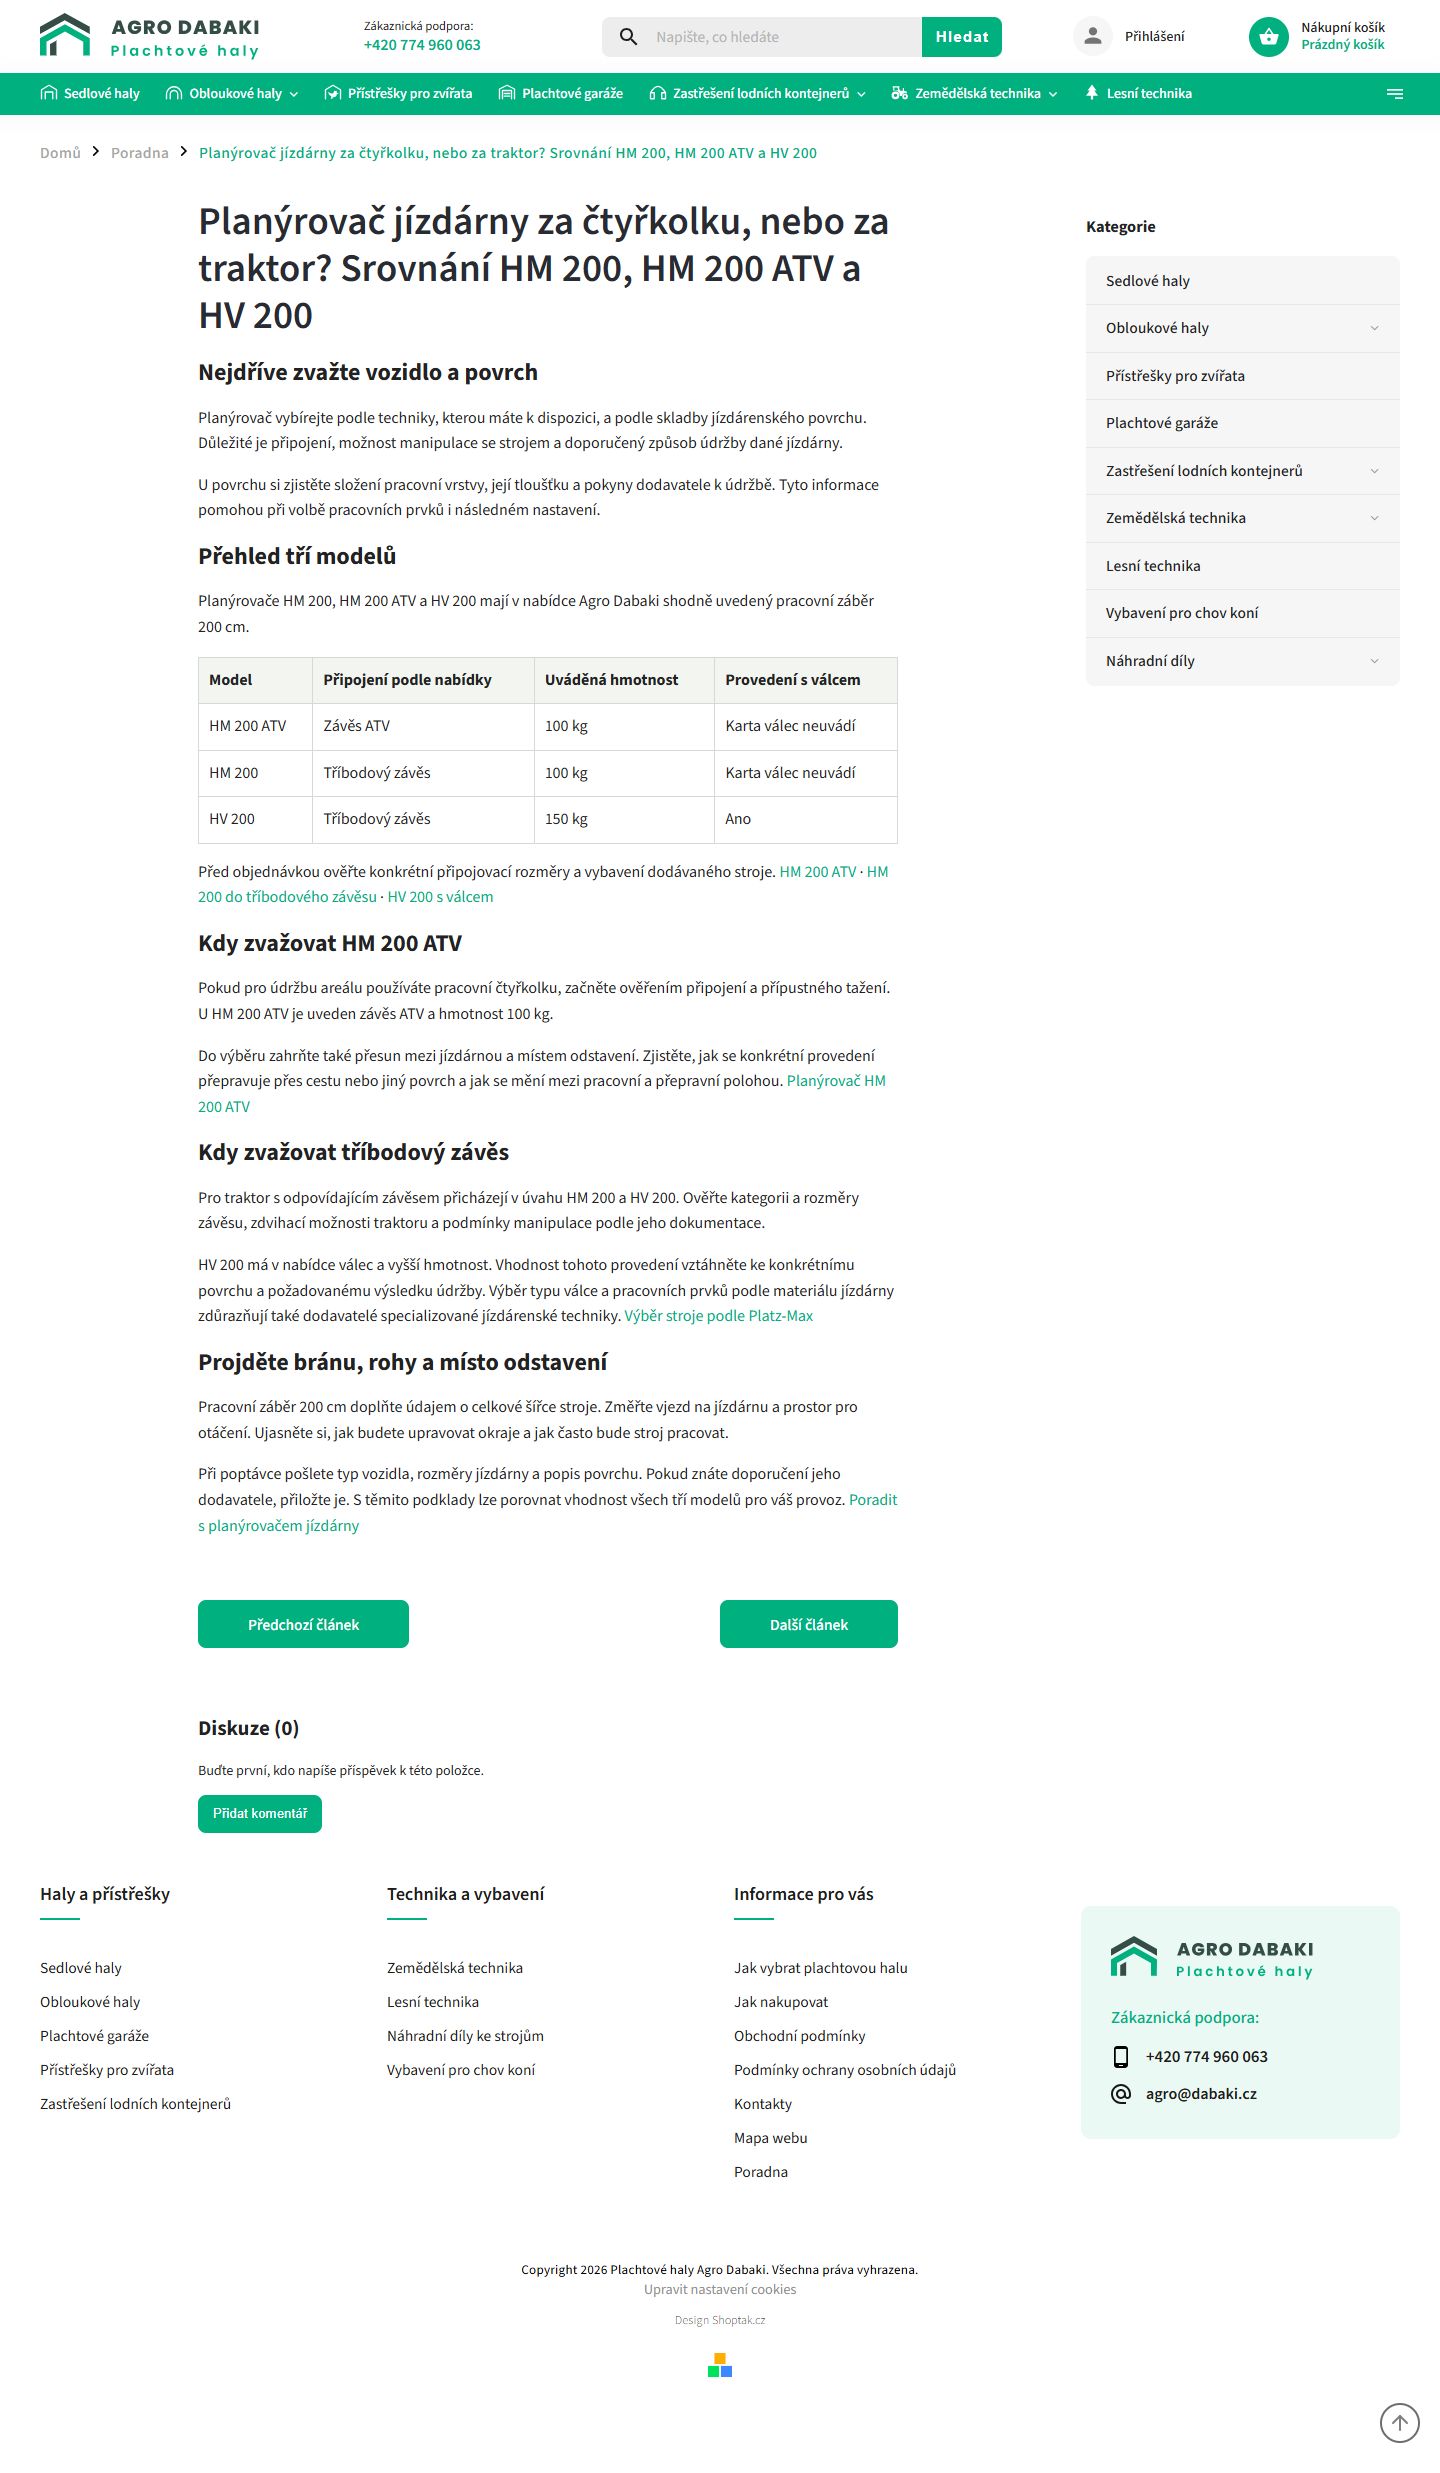 AGRO DABAKI
Plachtové haly
Zákaznická podpora:
+420 774 960 063
Napište, co hledáte
Hledat
Přihlášení
Nákupní košík
Prázdný košík
Sedlové haly
Obloukové haly
Přístřešky pro zvířata
Plachtové garáže
Zastřešení lodních kontejnerů
Zemědělská technika
Lesní technika
Domů
Poradna
Planýrovač jízdárny za čtyřkolku, nebo za traktor? Srovnání HM 200, HM 200 ATV a HV 200
Planýrovač jízdárny za čtyřkolku, nebo za
traktor? Srovnání HM 200, HM 200 ATV a
HV 200
Nejdříve zvažte vozidlo a povrch
Planýrovač vybírejte podle techniky, kterou máte k dispozici, a podle skladby jízdárenského povrchu.
Důležité je připojení, možnost manipulace se strojem a doporučený způsob údržby dané jízdárny.
U povrchu si zjistěte složení pracovní vrstvy, její tloušťku a pokyny dodavatele k údržbě. Tyto informace
pomohou při volbě pracovních prvků i následném nastavení.
Přehled tří modelů
Planýrovače HM 200, HM 200 ATV a HV 200 mají v nabídce Agro Dabaki shodně uvedený pracovní záběr
200 cm.
Model Připojení podle nabídky Uváděná hmotnost Provedení s válcem
HM 200 ATV Závěs ATV 100 kg Karta válec neuvádí
HM 200 Tříbodový závěs 100 kg Karta válec neuvádí
HV 200 Tříbodový závěs 150 kg Ano
Před objednávkou ověřte konkrétní připojovací rozměry a vybavení dodávaného stroje. HM 200 ATV · HM
200 do tříbodového závěsu · HV 200 s válcem
Kdy zvažovat HM 200 ATV
Pokud pro údržbu areálu používáte pracovní čtyřkolku, začněte ověřením připojení a přípustného tažení.
U HM 200 ATV je uveden závěs ATV a hmotnost 100 kg.
Do výběru zahrňte také přesun mezi jízdárnou a místem odstavení. Zjistěte, jak se konkrétní provedení
přepravuje přes cestu nebo jiný povrch a jak se mění mezi pracovní a přepravní polohou. Planýrovač HM
200 ATV
Kdy zvažovat tříbodový závěs
Pro traktor s odpovídajícím závěsem přicházejí v úvahu HM 200 a HV 200. Ověřte kategorii a rozměry
závěsu, zdvihací možnosti traktoru a podmínky manipulace podle jeho dokumentace.
HV 200 má v nabídce válec a vyšší hmotnost. Vhodnost tohoto provedení vztáhněte ke konkrétnímu
povrchu a požadovanému výsledku údržby. Výběr typu válce a pracovních prvků podle materiálu jízdárny
zdůrazňují také dodavatelé specializované jízdárenské techniky. Výběr stroje podle Platz-Max
Projděte bránu, rohy a místo odstavení
Pracovní záběr 200 cm doplňte údajem o celkové šířce stroje. Změřte vjezd na jízdárnu a prostor pro
otáčení. Ujasněte si, jak budete upravovat okraje a jak často bude stroj pracovat.
Při poptávce pošlete typ vozidla, rozměry jízdárny a popis povrchu. Pokud znáte doporučení jeho
dodavatele, přiložte je. S těmito podklady lze porovnat vhodnost všech tří modelů pro váš provoz. Poradit
s planýrovačem jízdárny
Předchozí článek
Další článek
Diskuze (0)
Buďte první, kdo napíše příspěvek k této položce.
Přidat komentář
Kategorie
Sedlové haly
Obloukové haly
Přístřešky pro zvířata
Plachtové garáže
Zastřešení lodních kontejnerů
Zemědělská technika
Lesní technika
Vybavení pro chov koní
Náhradní díly
Haly a přístřešky
Sedlové haly
Obloukové haly
Plachtové garáže
Přístřešky pro zvířata
Zastřešení lodních kontejnerů
Technika a vybavení
Zemědělská technika
Lesní technika
Náhradní díly ke strojům
Vybavení pro chov koní
Informace pro vás
Jak vybrat plachtovou halu
Jak nakupovat
Obchodní podmínky
Podmínky ochrany osobních údajů
Kontakty
Mapa webu
Poradna
AGRO DABAKI
Plachtové haly
Zákaznická podpora:
+420 774 960 063
agro@dabaki.cz
Copyright 2026 Plachtové haly Agro Dabaki. Všechna práva vyhrazena.
Upravit nastavení cookies
Design Shoptak.cz